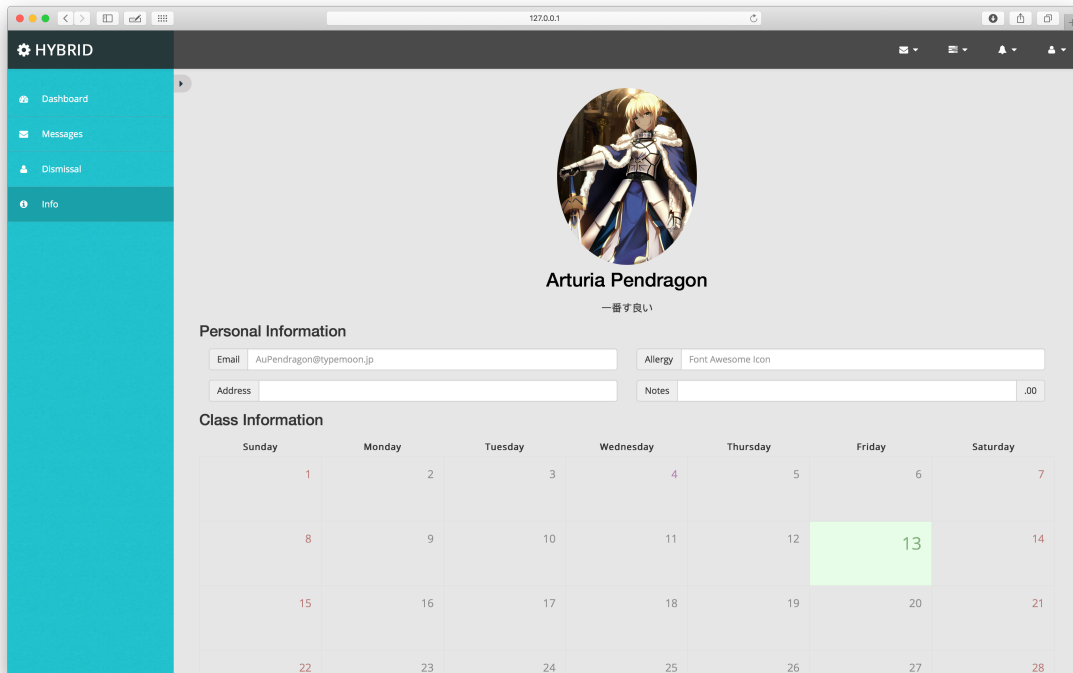 127.0.0.1
HYBRID
Dashboard
Messages
Dismissal
Info
Arturia Pendragon
一番す良い
Personal Information
Email AuPendragon@typemoon.jp
Allergy Font Awesome Icon
Address
Notes .00
Class Information
Sunday Monday Tuesday Wednesday Thursday Friday Saturday
1 2 3 4 5 6 7
8 9 10 11 12 13 14
15 16 17 18 19 20 21
22 23 24 25 26 27 28